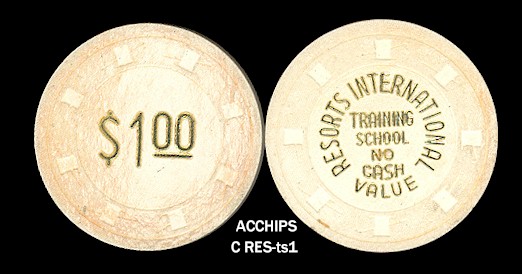 $1.00
RESORTS INTERNATIONAL
TRAINING
SCHOOL
NO
CASH
VALUE
ACCHIPS
C RES-ts1